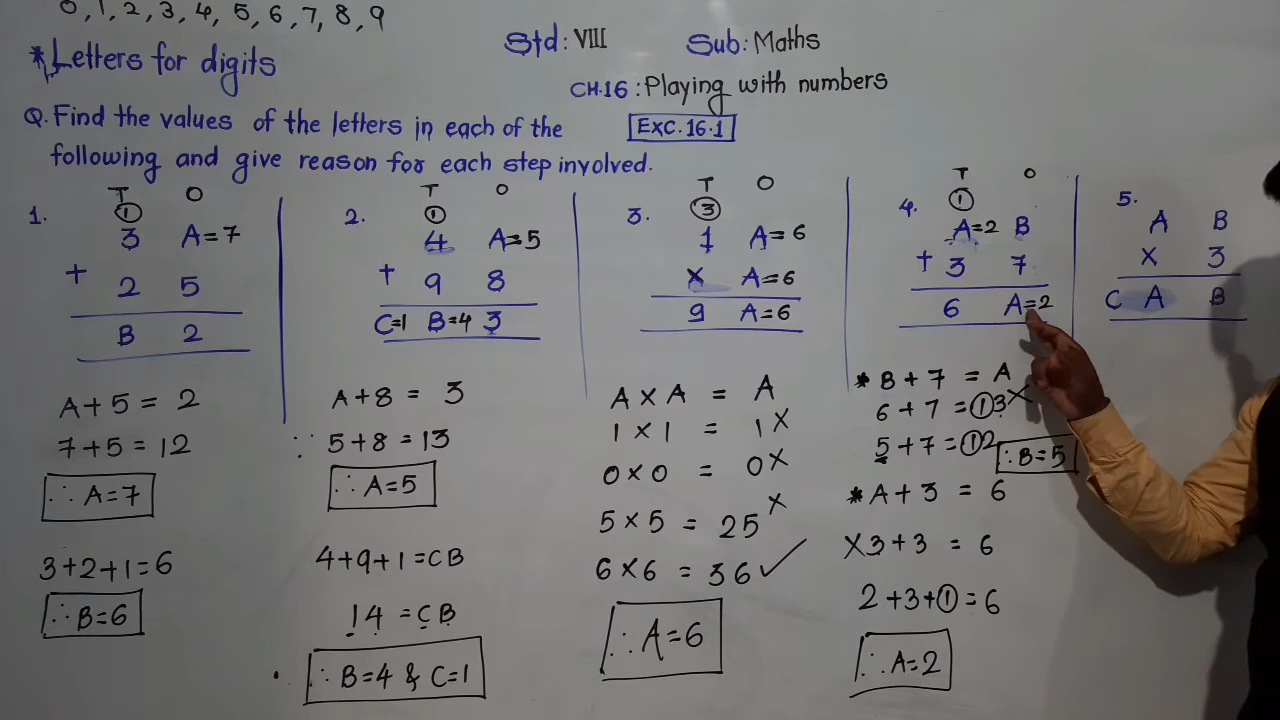 0, 1, 2, 3, 4, 5, 6, 7, 8, 9
* Letters for digits
Std: VIII Sub: Maths
CH.16 : Playing with numbers
Q. Find the values of the letters in each of the
Exc. 16.1
following and give reason for each step involved.
1.
T O
①
3 A=7
+ 2 5
B 2
A+5 = 2
7+5 = 12
∴ A=7
3+2+1=6
∴ B=6
2.
T O
①
4 A=5
+ 9 8
C=1 B=4 3
A+8 = 3
∵ 5+8 = 13
∴ A=5
4+9+1=CB
14 = CB
∴ B=4 & C=1
3.
T O
③
1 A=6
× A=6
9 A=6
A × A = A
1 × 1 = 1 ×
0 × 0 = 0 ×
5 × 5 = 25 ×
6 × 6 = 36 ✓
∴ A=6
4.
T O
①
A=2 B
+ 3 7
6 A=2
* B + 7 = A
6 + 7 = ①3 ×
5 + 7 = ①2 ∴ B=5
* A + 3 = 6
× 3 + 3 = 6
2 + 3 + ① = 6
∴ A=2
5.
A B
× 3
C A B